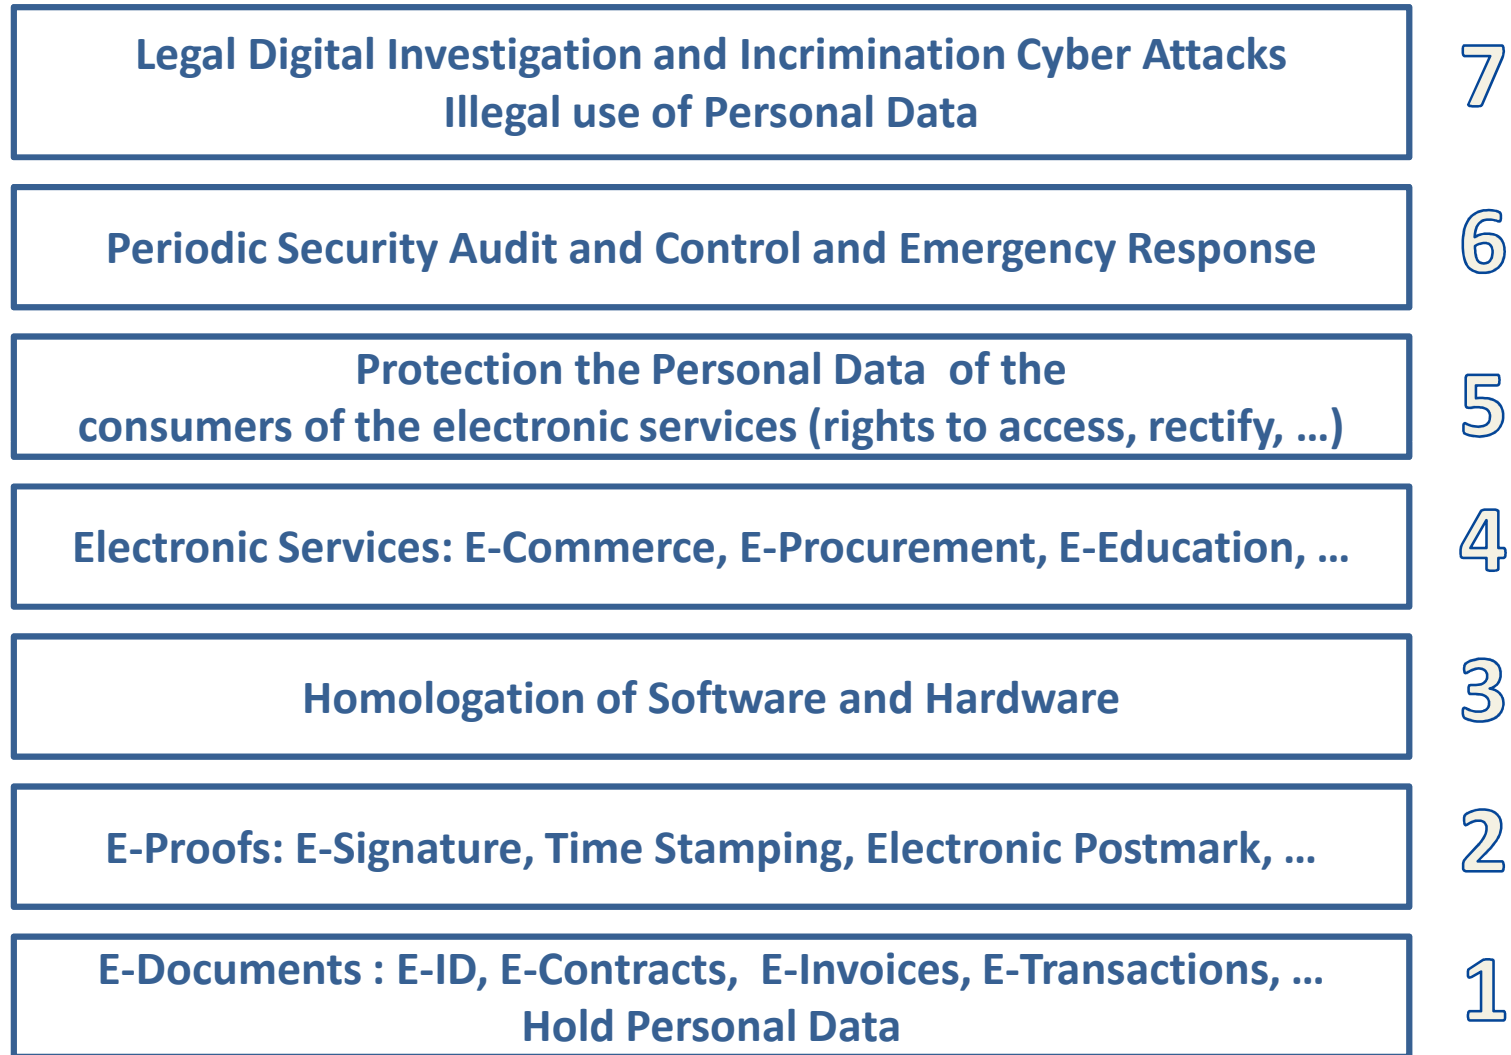 Legal Digital Investigation and Incrimination Cyber Attacks
Illegal use of Personal Data
7
Periodic Security Audit and Control and Emergency Response
6
Protection the Personal Data  of the
consumers of the electronic services (rights to access, rectify, ...)
5
Electronic Services: E-Commerce, E-Procurement, E-Education, ...
4
Homologation of Software and Hardware
3
E-Proofs: E-Signature, Time Stamping, Electronic Postmark, ...
2
E-Documents : E-ID, E-Contracts,  E-Invoices, E-Transactions, ...
Hold Personal Data
1